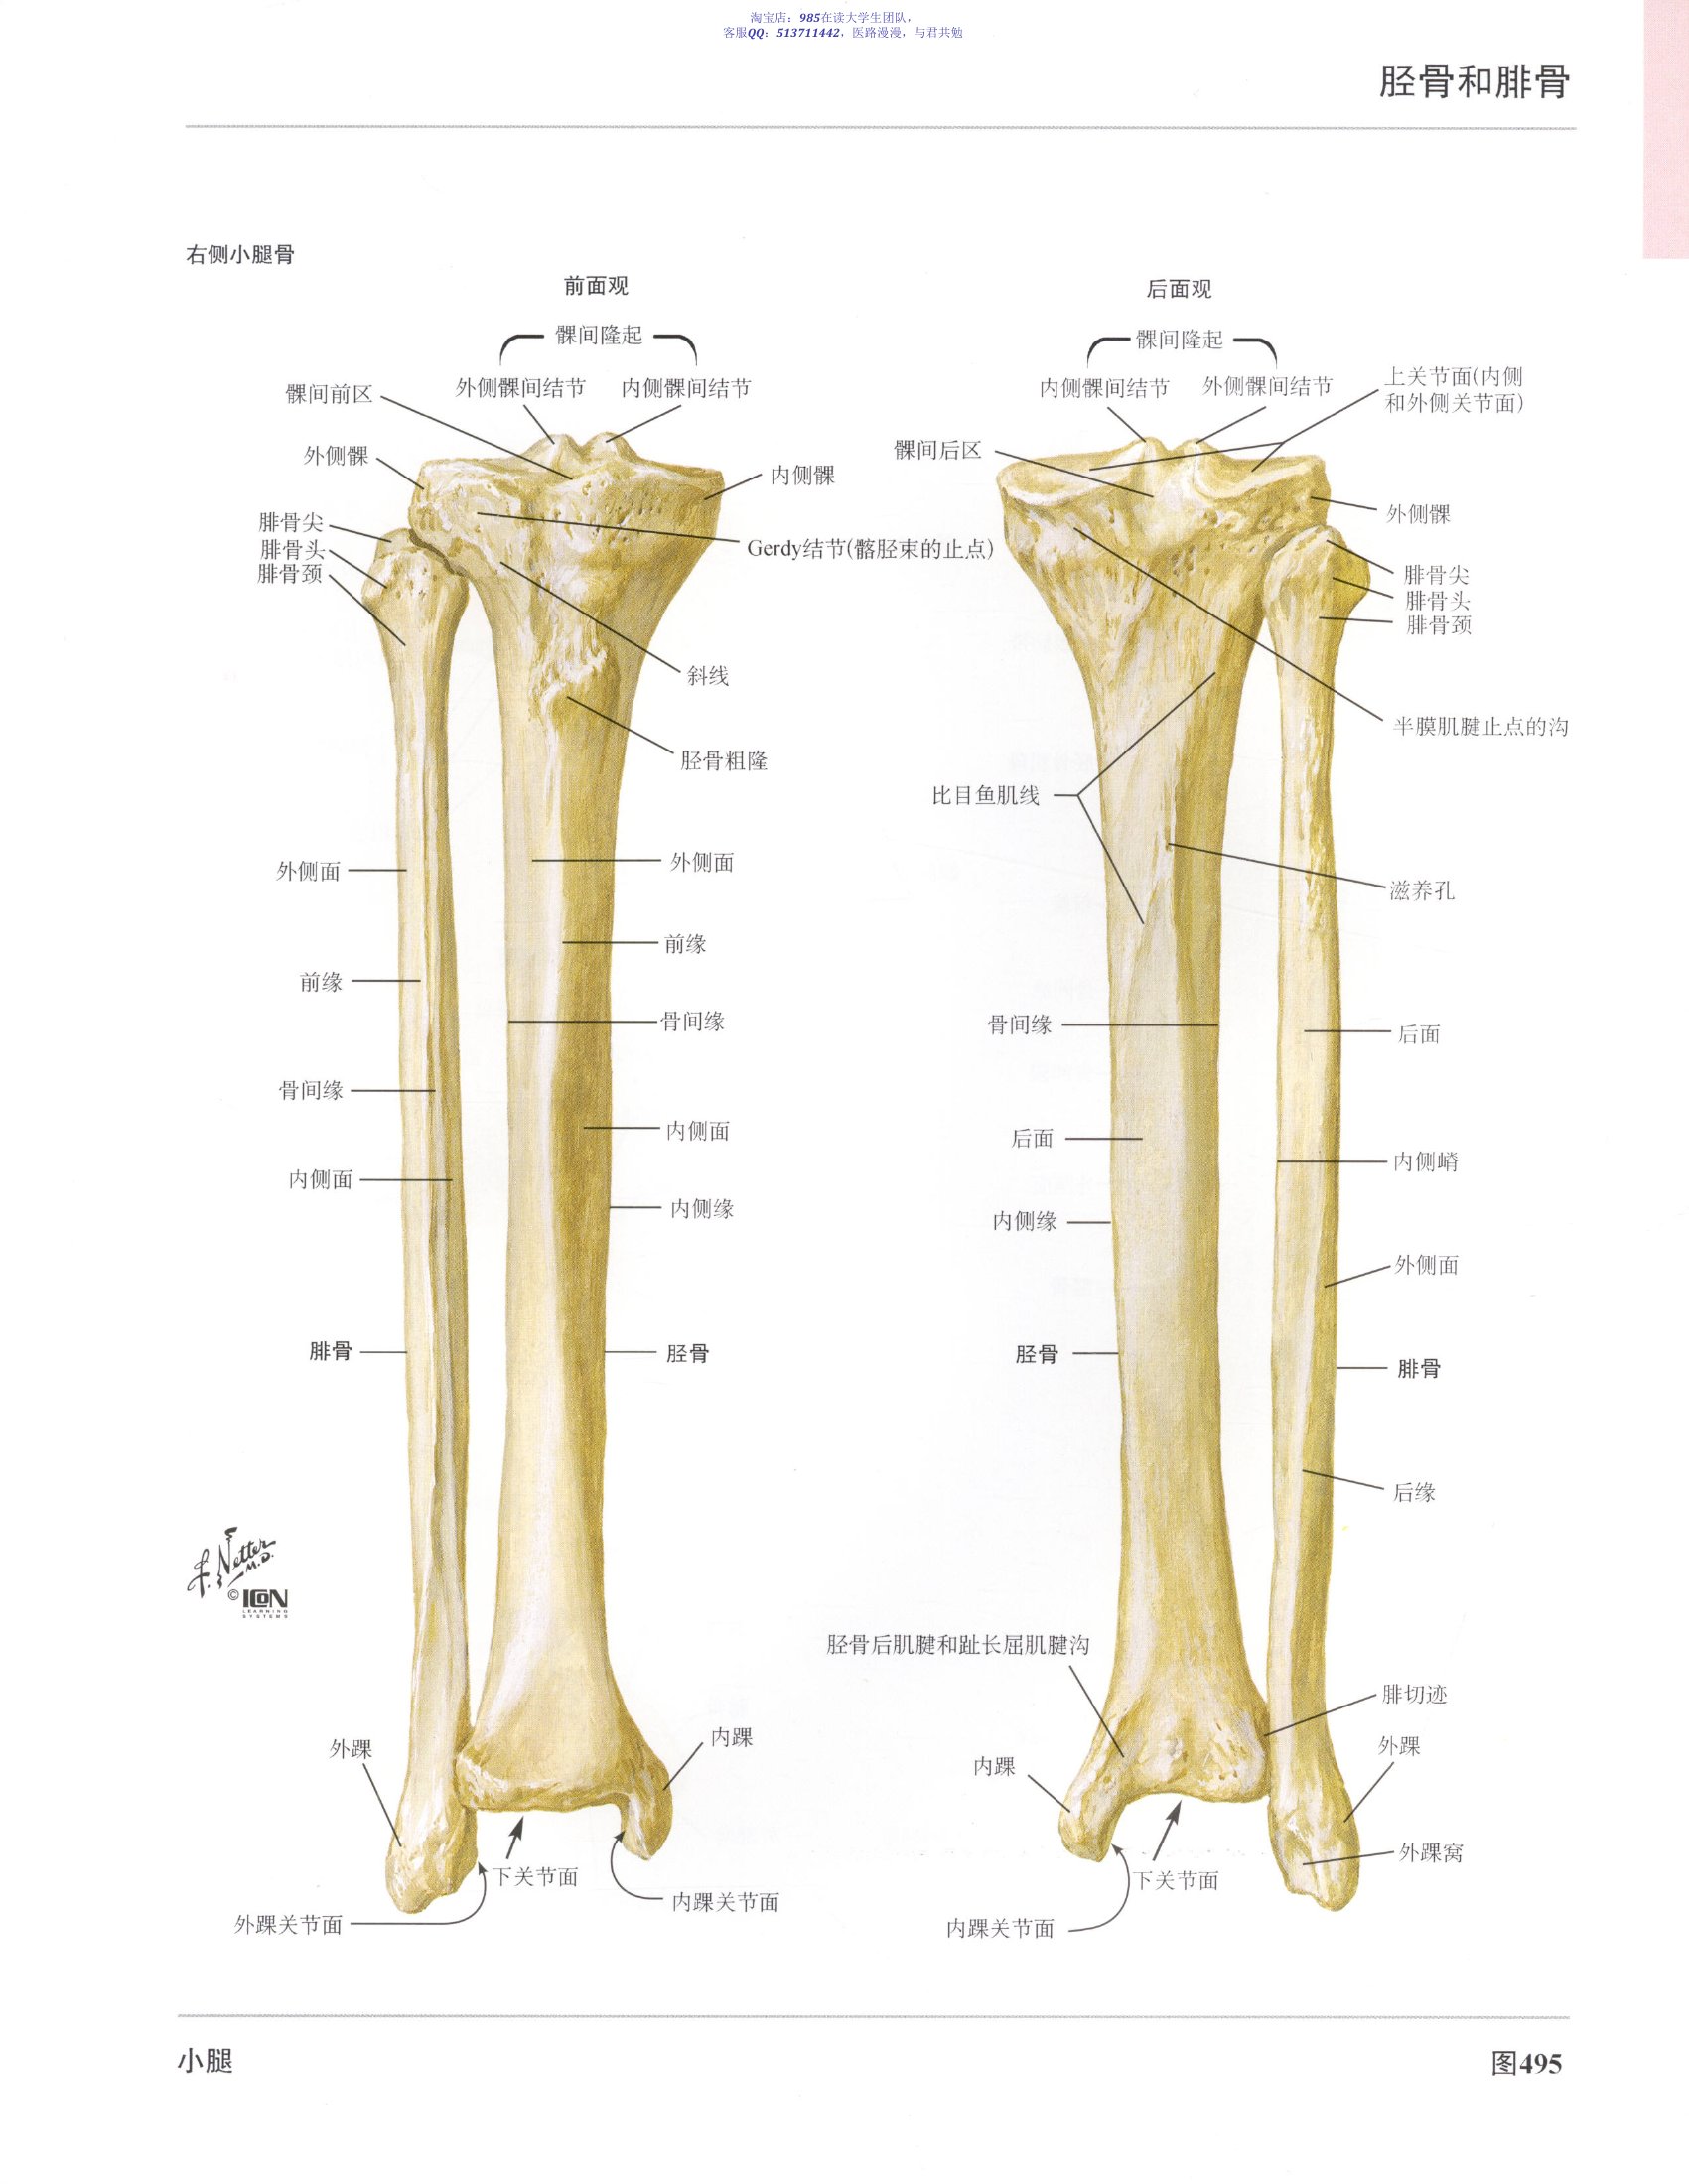 淘宝店：985在读大学生团队，
客服QQ：513711442，医路漫漫，与君共勉
胫骨和腓骨
右侧小腿骨
前面观
髁间隆起
外侧髁间结节
内侧髁间结节
髁间前区
外侧髁
内侧髁
腓骨尖
腓骨头
腓骨颈
Gerdy结节(髂胫束的止点)
斜线
胫骨粗隆
外侧面
外侧面
前缘
前缘
骨间缘
骨间缘
内侧面
内侧面
内侧缘
腓骨
胫骨
外踝
内踝
下关节面
内踝关节面
外踝关节面
后面观
髁间隆起
内侧髁间结节
外侧髁间结节
上关节面(内侧
和外侧关节面)
髁间后区
外侧髁
腓骨尖
腓骨头
腓骨颈
半膜肌腱止点的沟
比目鱼肌线
滋养孔
骨间缘
后面
后面
内侧嵴
内侧缘
外侧面
胫骨
腓骨
后缘
胫骨后肌腱和趾长屈肌腱沟
腓切迹
内踝
外踝
外踝窝
下关节面
内踝关节面
F. Netter
M.D.
© ICON
LEARNING
SYSTEMS
小腿
图495